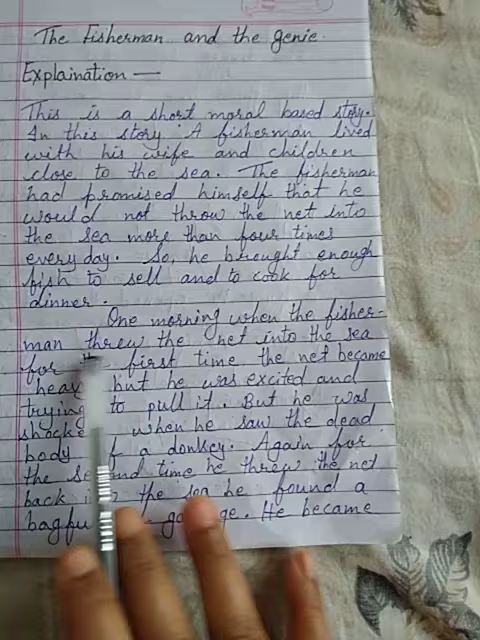 The Fisherman and the genie.
Explaination —
This is a short moral based story.
In this story A fisherman lived
with his wife and children
close to the sea. The fisherman
had promised himself that he
would not throw the net into
the sea more than four times
everyday. So, he brought enough
fish to sell and to cook for
dinner.
One morning when the fisher-
man threw the net into the sea
for first time the net became
but he was excited and
trying to pull it. But he was
when he saw the dead
body a donkey. Again for
the time he threw the net
back the sea he found a
He became